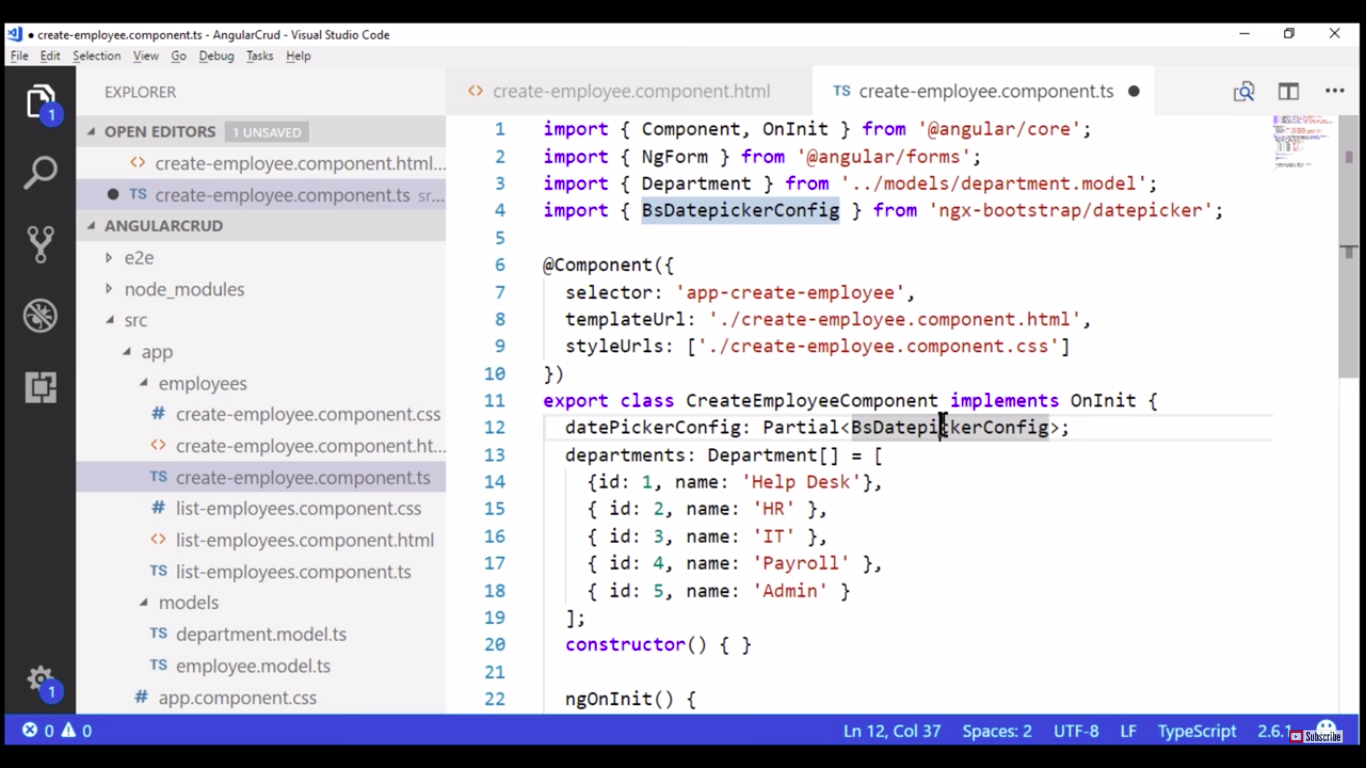 ● create-employee.component.ts - AngularCrud - Visual Studio Code
File Edit Selection View Go Debug Tasks Help
EXPLORER
OPEN EDITORS 1 UNSAVED
<> create-employee.component.html...
● TS create-employee.component.ts sr...
ANGULARCRUD
e2e
node_modules
src
app
employees
# create-employee.component.css
<> create-employee.component.ht...
TS create-employee.component.ts
# list-employees.component.css
<> list-employees.component.html
TS list-employees.component.ts
models
TS department.model.ts
TS employee.model.ts
# app.component.css
1
1
<> create-employee.component.html
TS create-employee.component.ts ●
1 import { Component, OnInit } from '@angular/core';
2 import { NgForm } from '@angular/forms';
3 import { Department } from '../models/department.model';
4 import { BsDatepickerConfig } from 'ngx-bootstrap/datepicker';
5
6 @Component({
7 selector: 'app-create-employee',
8 templateUrl: './create-employee.component.html',
9 styleUrls: ['./create-employee.component.css']
10 })
11 export class CreateEmployeeComponent implements OnInit {
12 datePickerConfig: Partial<BsDatepickerConfig>;
13 departments: Department[] = [
14 {id: 1, name: 'Help Desk'},
15 { id: 2, name: 'HR' },
16 { id: 3, name: 'IT' },
17 { id: 4, name: 'Payroll' },
18 { id: 5, name: 'Admin' }
19 ];
20 constructor() { }
21
22 ngOnInit() {
0 0 Ln 12, Col 37 Spaces: 2 UTF-8 LF TypeScript 2.6.
Subscribe